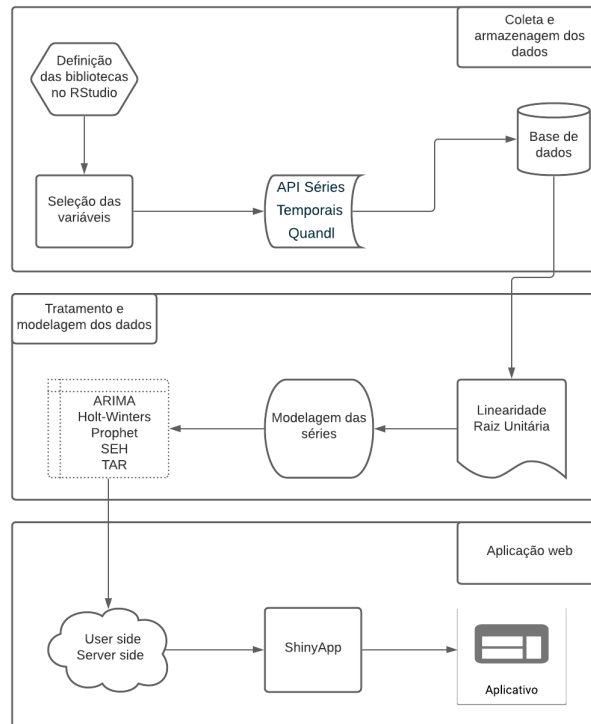 Coleta e
armazenagem dos
dados
Definição
das bibliotecas
no RStudio
Seleção das
variáveis
API Séries
Temporais
Quandl
Base de
dados
Tratamento e
modelagem dos dados
Linearidade
Raiz Unitária
Modelagem das
séries
ARIMA
Holt-Winters
Prophet
SEH
TAR
Aplicação web
User side
Server side
ShinyApp
Aplicativo